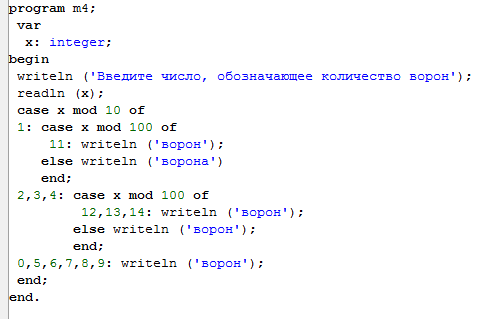 program m4;
var
x: integer;
begin
writeln ('Введите число, обозначающее количество ворон');
readln (x);
case x mod 10 of
1: case x mod 100 of
11: writeln ('ворон');
else writeln ('ворона')
end;
2,3,4: case x mod 100 of
12,13,14: writeln ('ворон');
else writeln ('ворон');
end;
0,5,6,7,8,9: writeln ('ворон');
end;
end.